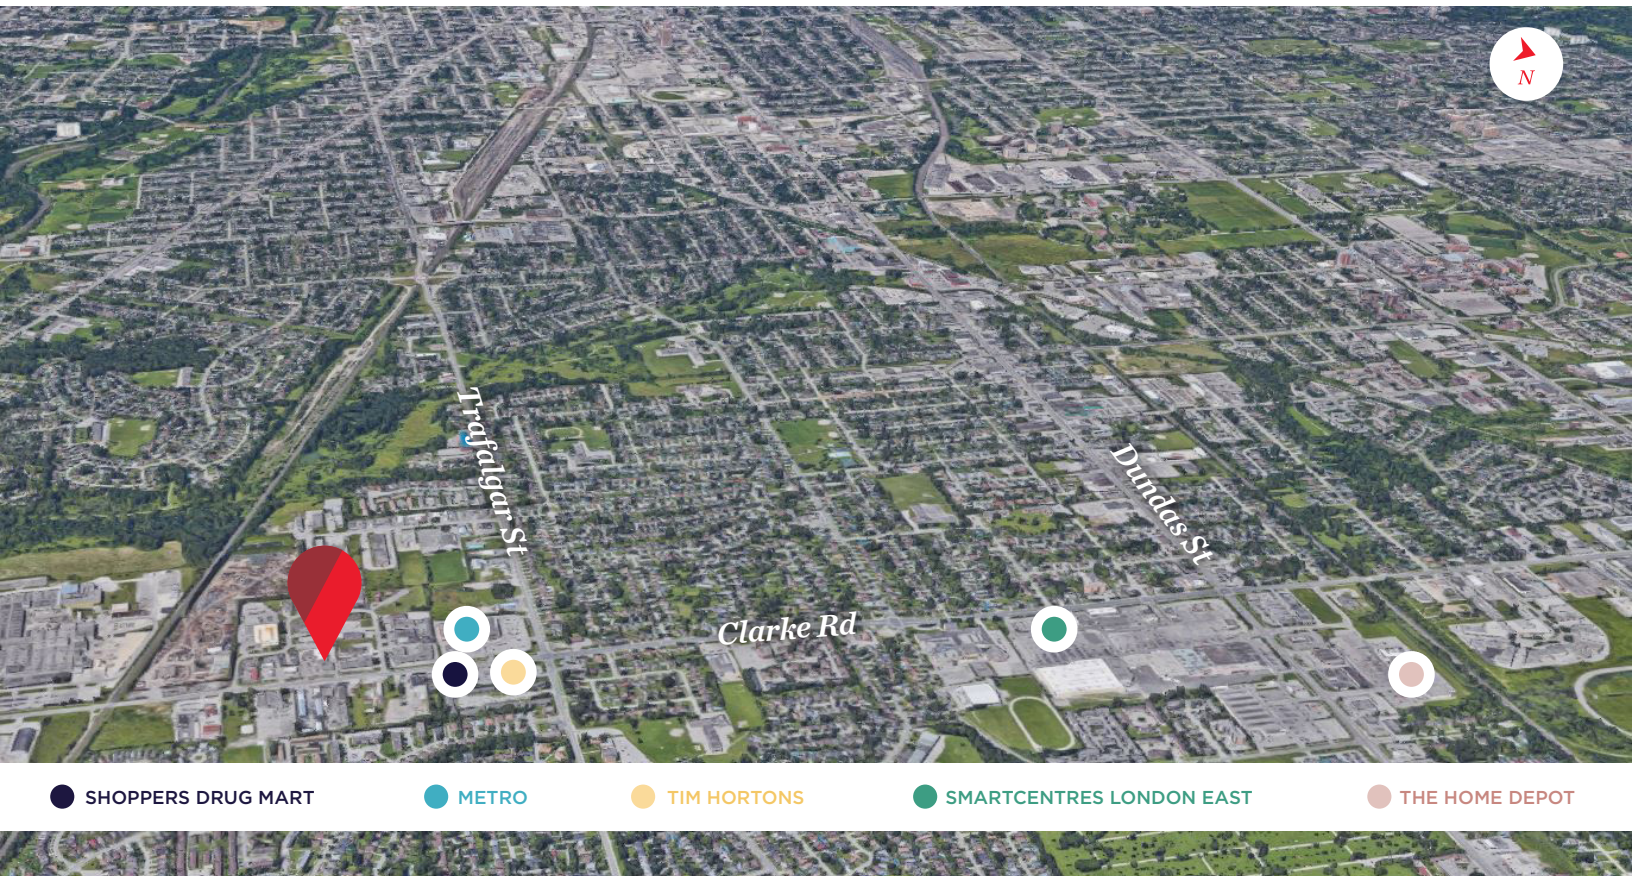 N
Trafalgar St
Dundas St
Clarke Rd
SHOPPERS DRUG MART
METRO
TIM HORTONS
SMARTCENTRES LONDON EAST
THE HOME DEPOT